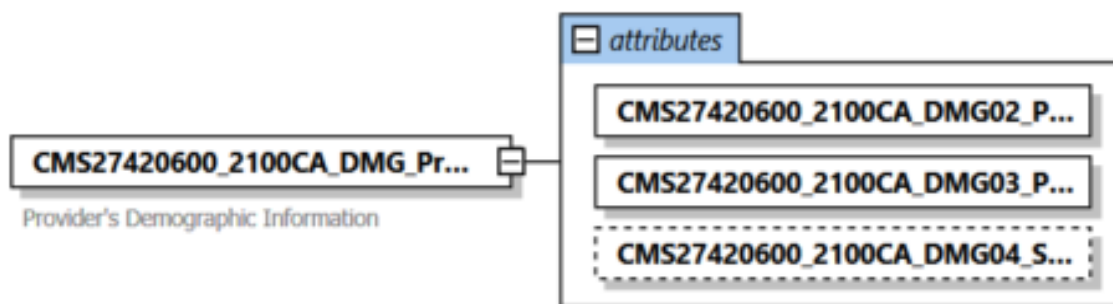 attributes
CMS27420600_2100CA_DMG02_P...
CMS27420600_2100CA_DMG_Pr...
CMS27420600_2100CA_DMG03_P...
Provider's Demographic Information
CMS27420600_2100CA_DMG04_S...